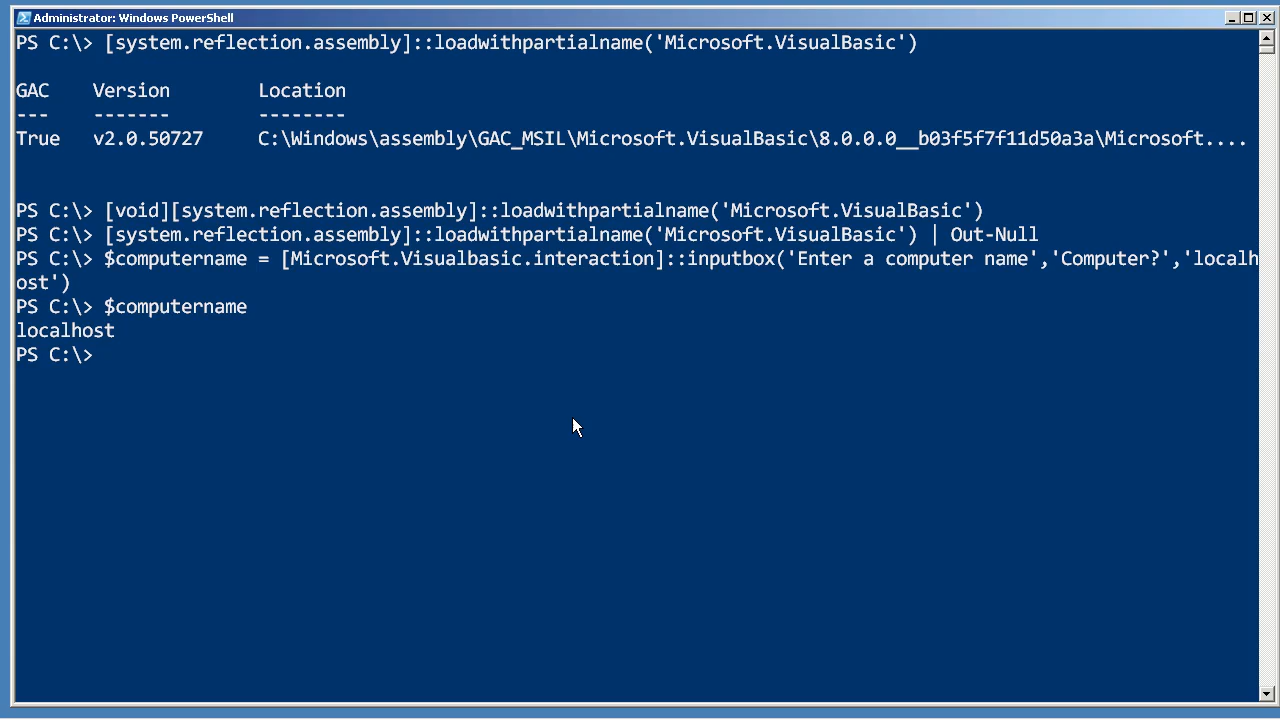 Administrator: Windows PowerShell
PS C:\> [system.reflection.assembly]::loadwithpartialname('Microsoft.VisualBasic')
GAC    Version        Location
---    -------        --------
True   v2.0.50727     C:\Windows\assembly\GAC_MSIL\Microsoft.VisualBasic\8.0.0.0__b03f5f7f11d50a3a\Microsoft....
PS C:\> [void][system.reflection.assembly]::loadwithpartialname('Microsoft.VisualBasic')
PS C:\> [system.reflection.assembly]::loadwithpartialname('Microsoft.VisualBasic') | Out-Null
PS C:\> $computername = [Microsoft.Visualbasic.interaction]::inputbox('Enter a computer name','Computer?','localh
ost')
PS C:\> $computername
localhost
PS C:\>